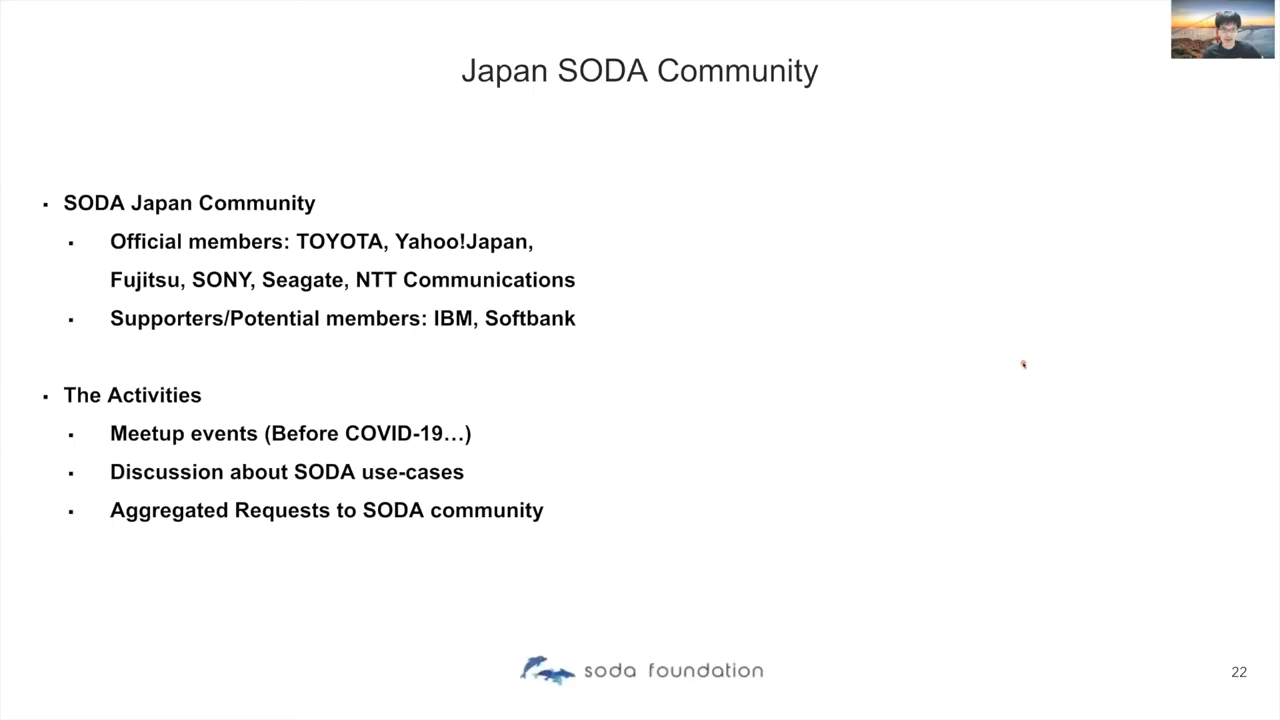 Japan SODA Community
▪ SODA Japan Community
▪ Official members: TOYOTA, Yahoo!Japan,
Fujitsu, SONY, Seagate, NTT Communications
▪ Supporters/Potential members: IBM, Softbank
▪ The Activities
▪ Meetup events (Before COVID-19…)
▪ Discussion about SODA use-cases
▪ Aggregated Requests to SODA community
soda foundation
22